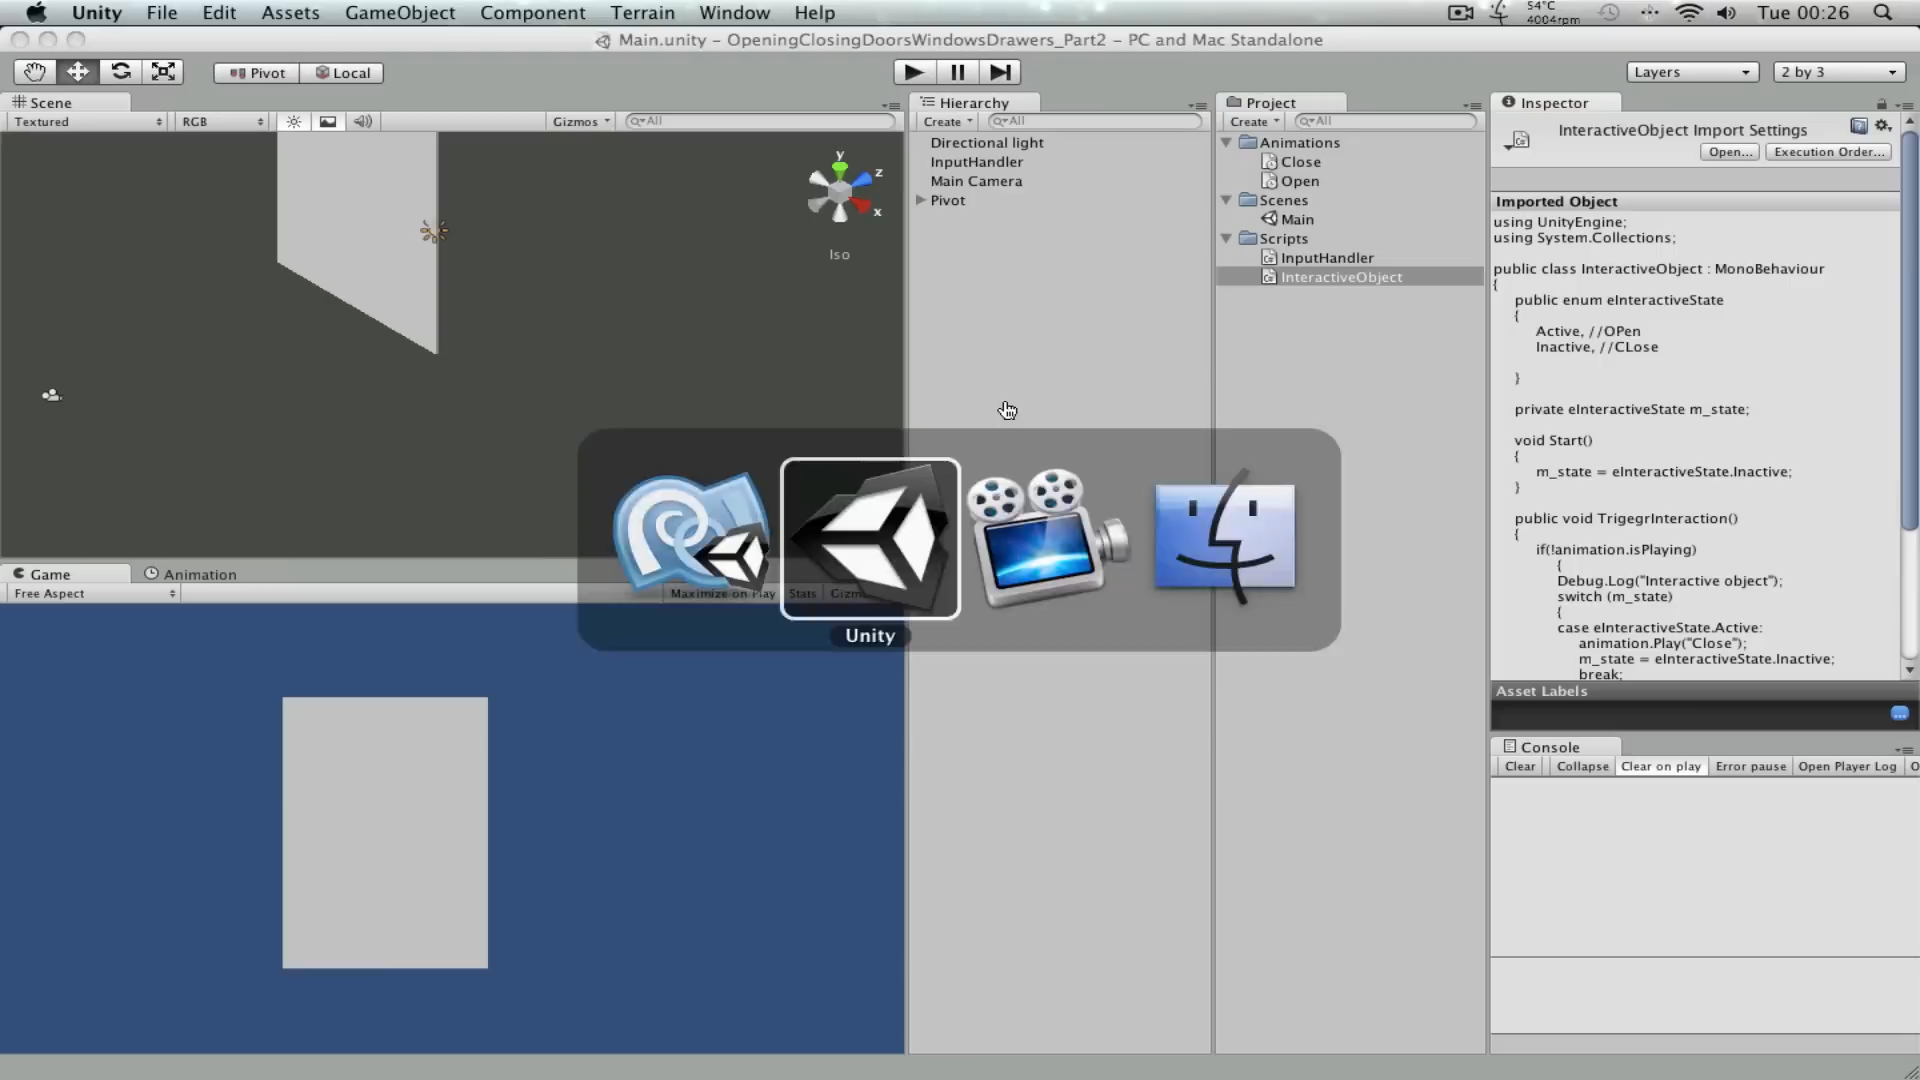 Unity File Edit Assets GameObject Component Terrain Window Help 54°C 4004rpm Tue 00:26
Main.unity – OpeningClosingDoorsWindowsDrawers_Part2 – PC and Mac Standalone
Pivot Local Layers 2 by 3
Scene
Textured RGB Gizmos All
y
z
x
Iso
Game Animation
Free Aspect Maximize on Play Stats Gizm
Hierarchy
Create All
Directional light
InputHandler
Main Camera
Pivot
Project
Create All
Animations
Close
Open
Scenes
Main
Scripts
InputHandler
InteractiveObject
Unity
Inspector
InteractiveObject Import Settings
Open... Execution Order...
Imported Object
using UnityEngine;
using System.Collections;
public class InteractiveObject : MonoBehaviour
{
public enum eInteractiveState
{
Active, //OPen
Inactive, //CLose
}
private eInteractiveState m_state;
void Start()
{
m_state = eInteractiveState.Inactive;
}
public void TrigegrInteraction()
{
if(!animation.isPlaying)
{
Debug.Log("Interactive object");
switch (m_state)
{
case eInteractiveState.Active:
animation.Play("Close");
m_state = eInteractiveState.Inactive;
break;
Asset Labels
Console
Clear Collapse Clear on play Error pause Open Player Log O